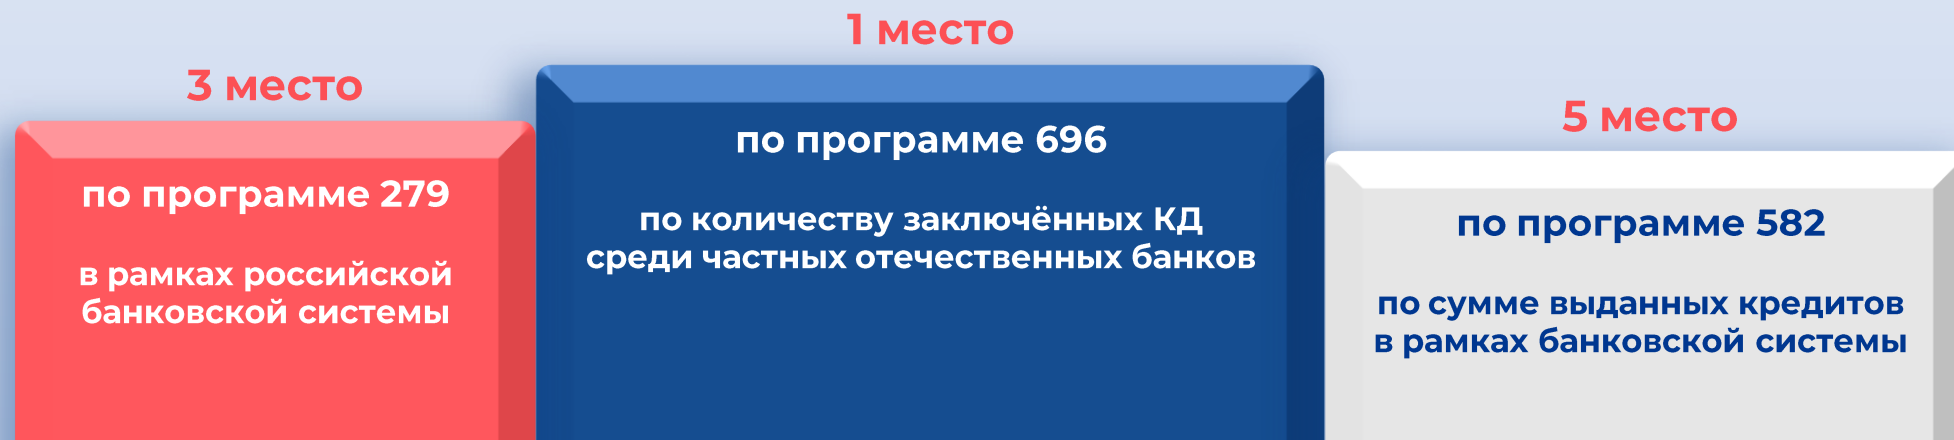 3 место
по программе 279
в рамках российской
банковской системы
1 место
по программе 696
по количеству заключённых КД
среди частных отечественных банков
5 место
по программе 582
по сумме выданных кредитов
в рамках банковской системы